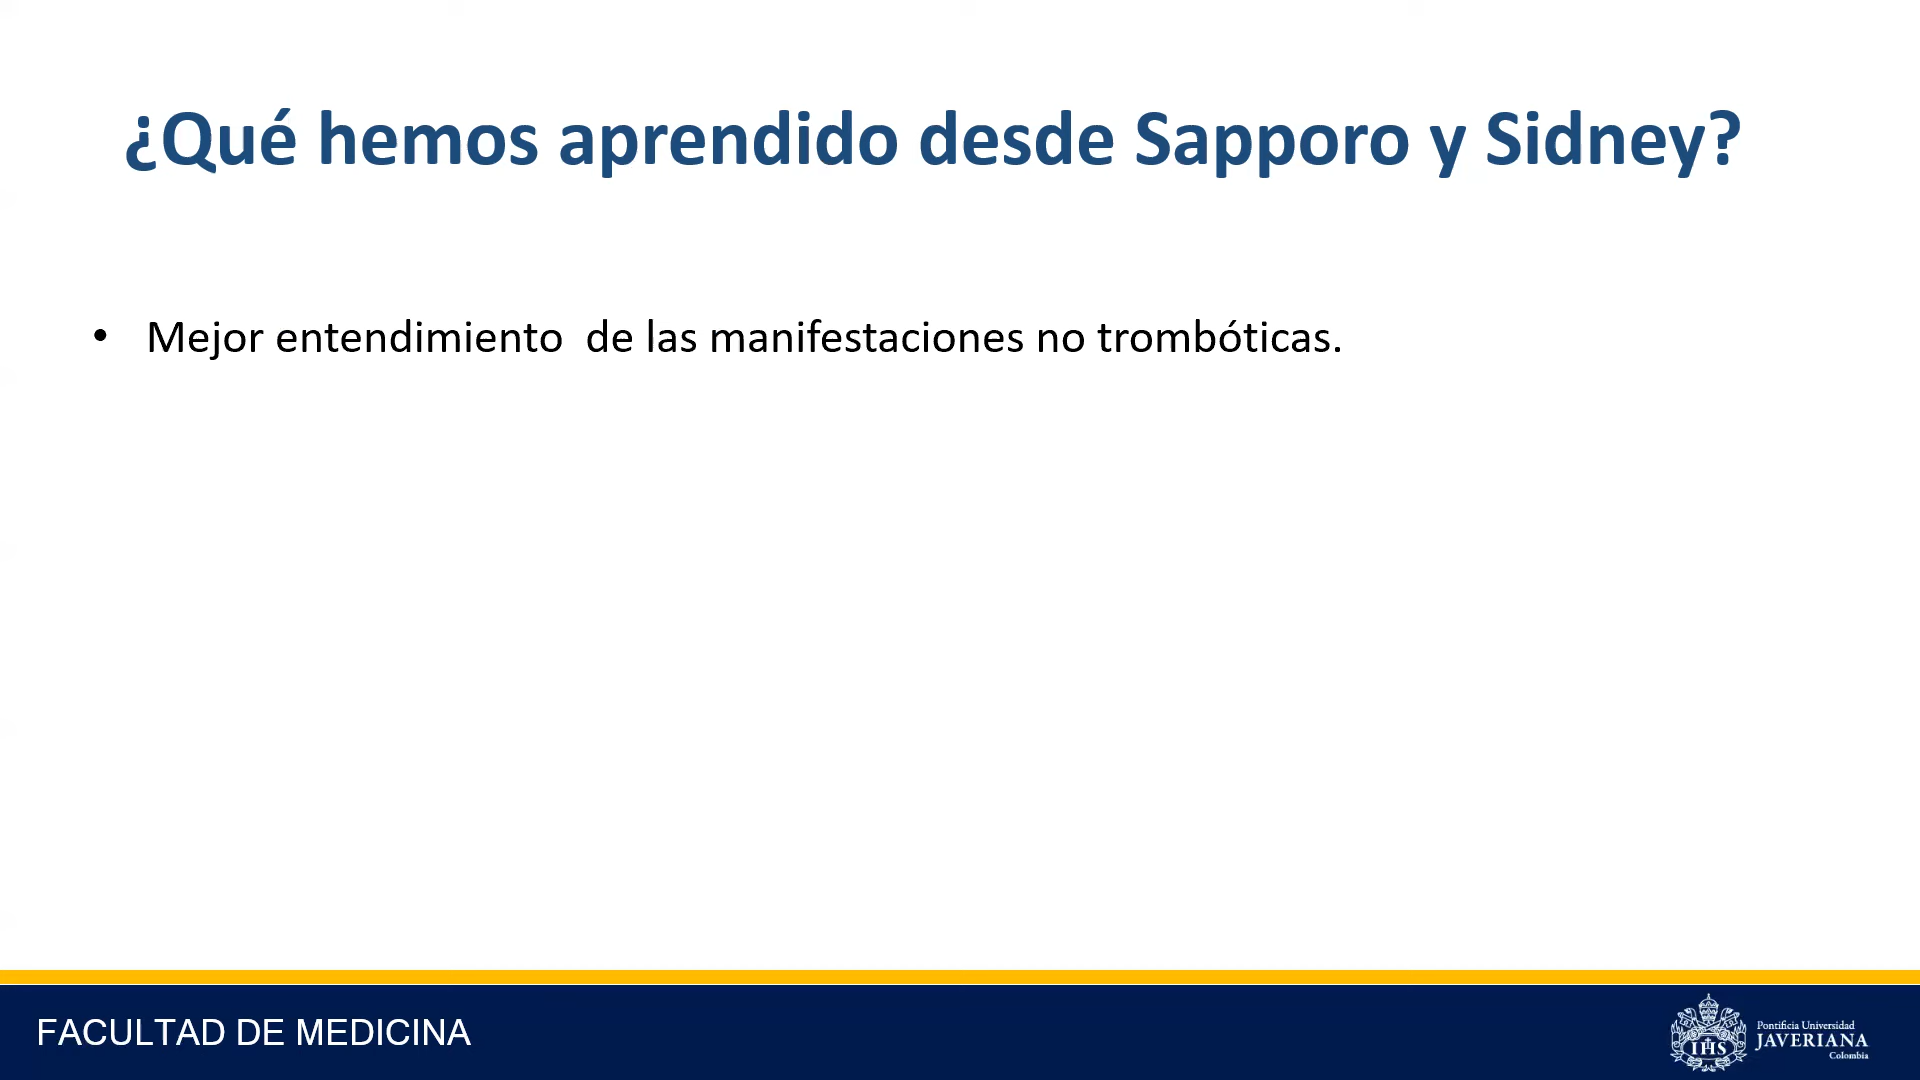 ¿Qué hemos aprendido desde Sapporo y Sidney?
• Mejor entendimiento  de las manifestaciones no trombóticas.
FACULTAD DE MEDICINA
IHS
Pontificia Universidad
JAVERIANA
Colombia